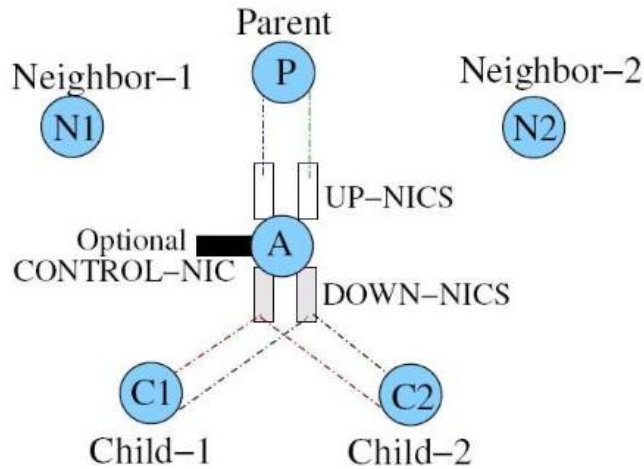 Parent
P
Neighbor-1
Neighbor-2
N1
N2
UP-NICS
Optional
CONTROL-NIC
A
DOWN-NICS
C1
C2
Child-1
Child-2